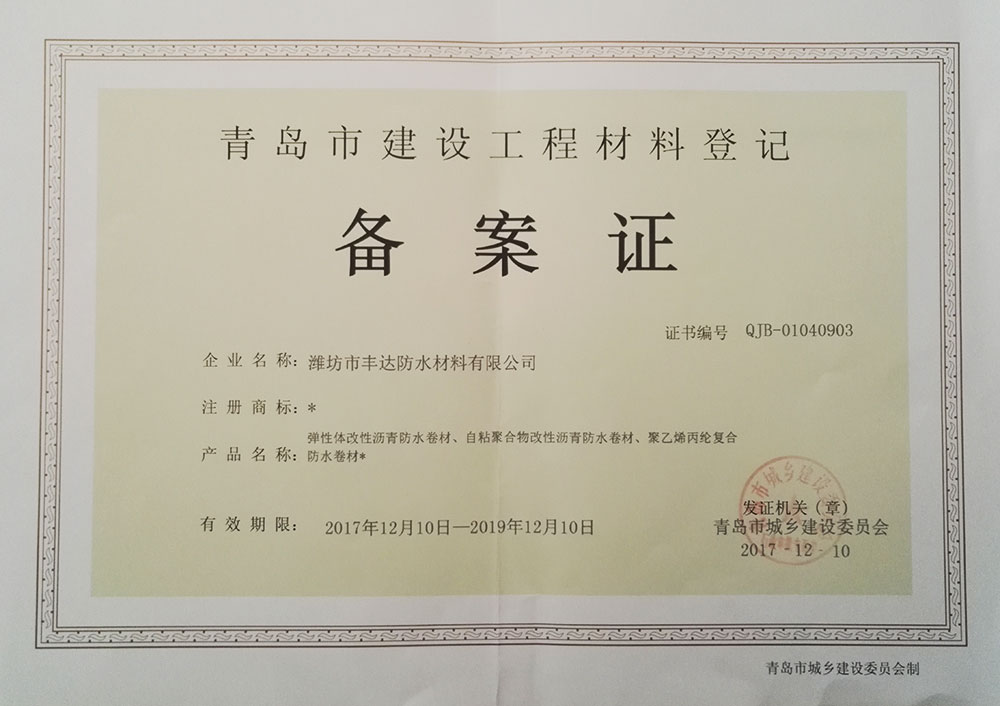 青岛市建设工程材料登记
备案证
证书编号 QJB-01040903
企业名称：潍坊市丰达防水材料有限公司
注册商标：*
产品名称：弹性体改性沥青防水卷材、自粘聚合物改性沥青防水卷材、聚乙烯丙纶复合
防水卷材*
有效期限：2017年12月10日—2019年12月10日
发证机关（章）
青岛市城乡建设委员会
2017-12-10
青岛市城乡建设委员会制